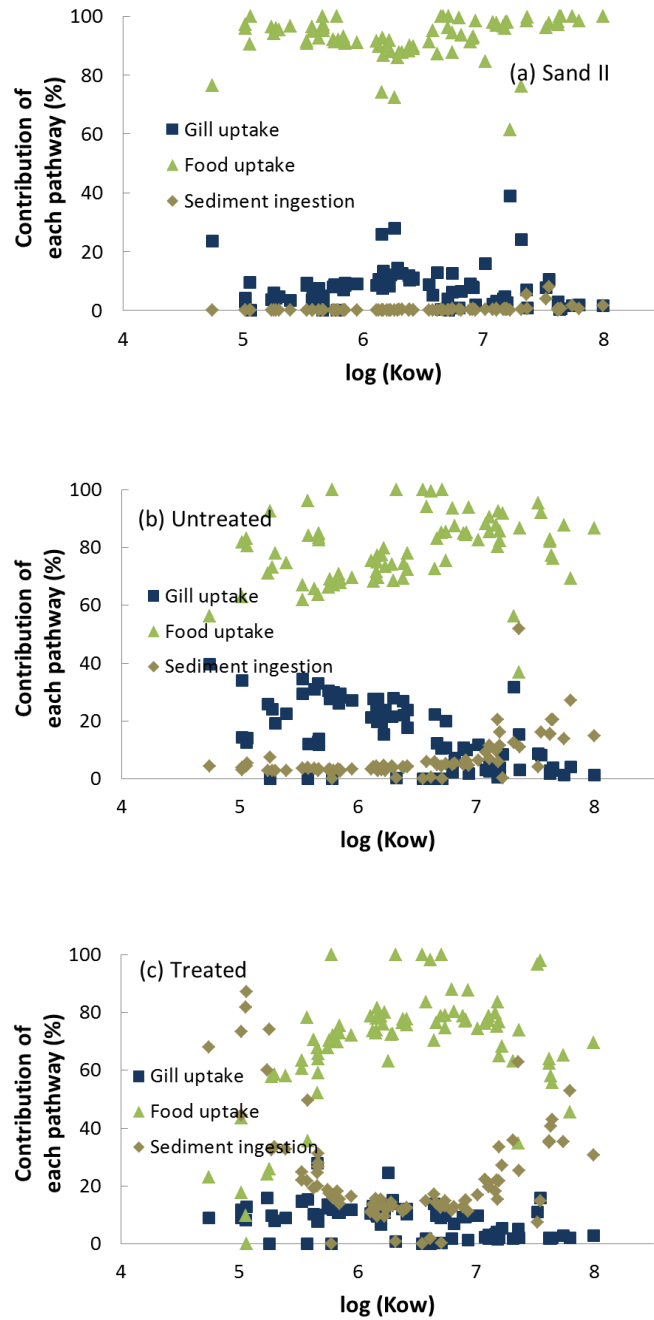 100
80
60
40
20
0
Contribution of
each pathway (%)
(a) Sand II
Gill uptake
Food uptake
Sediment ingestion
4 5 6 7 8
log (Kow)
100
80
60
40
20
0
Contribution of
each pathway (%)
(b) Untreated
Gill uptake
Food uptake
Sediment ingestion
4 5 6 7 8
log (Kow)
100
80
60
40
20
0
Contribution of
each pathway (%)
(c) Treated
Gill uptake
Food uptake
Sediment ingestion
4 5 6 7 8
log (Kow)